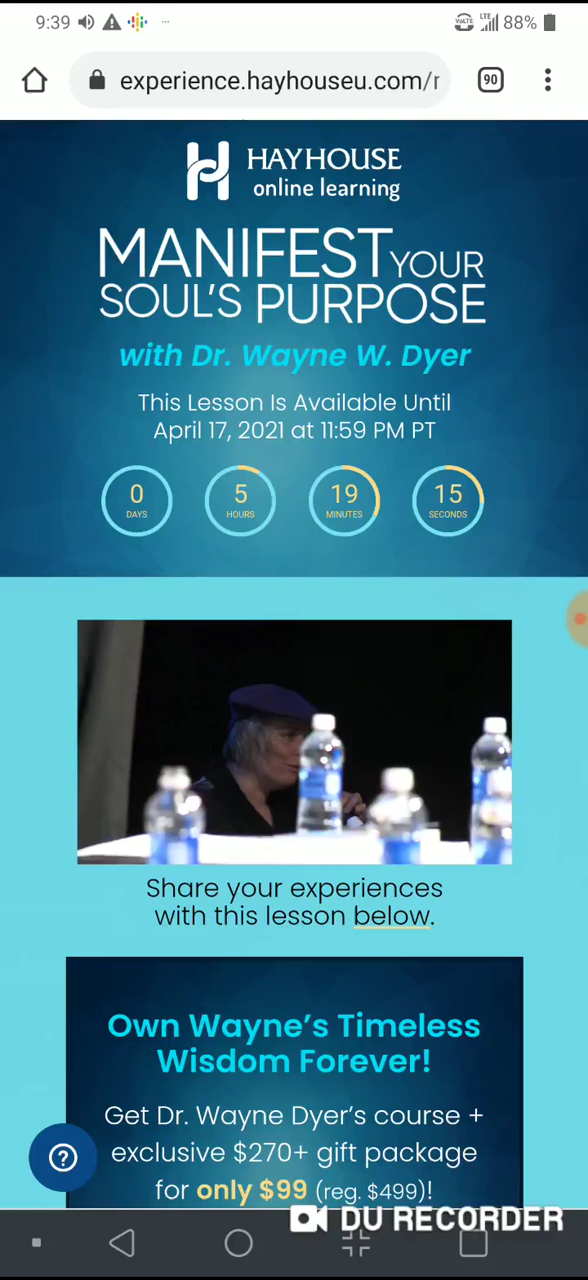 9:39
VoLTE LTE 88%
experience.hayhouseu.com/r
90
HAYHOUSE
online learning
MANIFEST YOUR
SOUL'S PURPOSE
with Dr. Wayne W. Dyer
This Lesson Is Available Until
April 17, 2021 at 11:59 PM PT
0 5 19 15
DAYS HOURS MINUTES SECONDS
Share your experiences
with this lesson below.
Own Wayne's Timeless
Wisdom Forever!
Get Dr. Wayne Dyer's course +
exclusive $270+ gift package
for only $99 (reg. $499)!
DU RECORDER